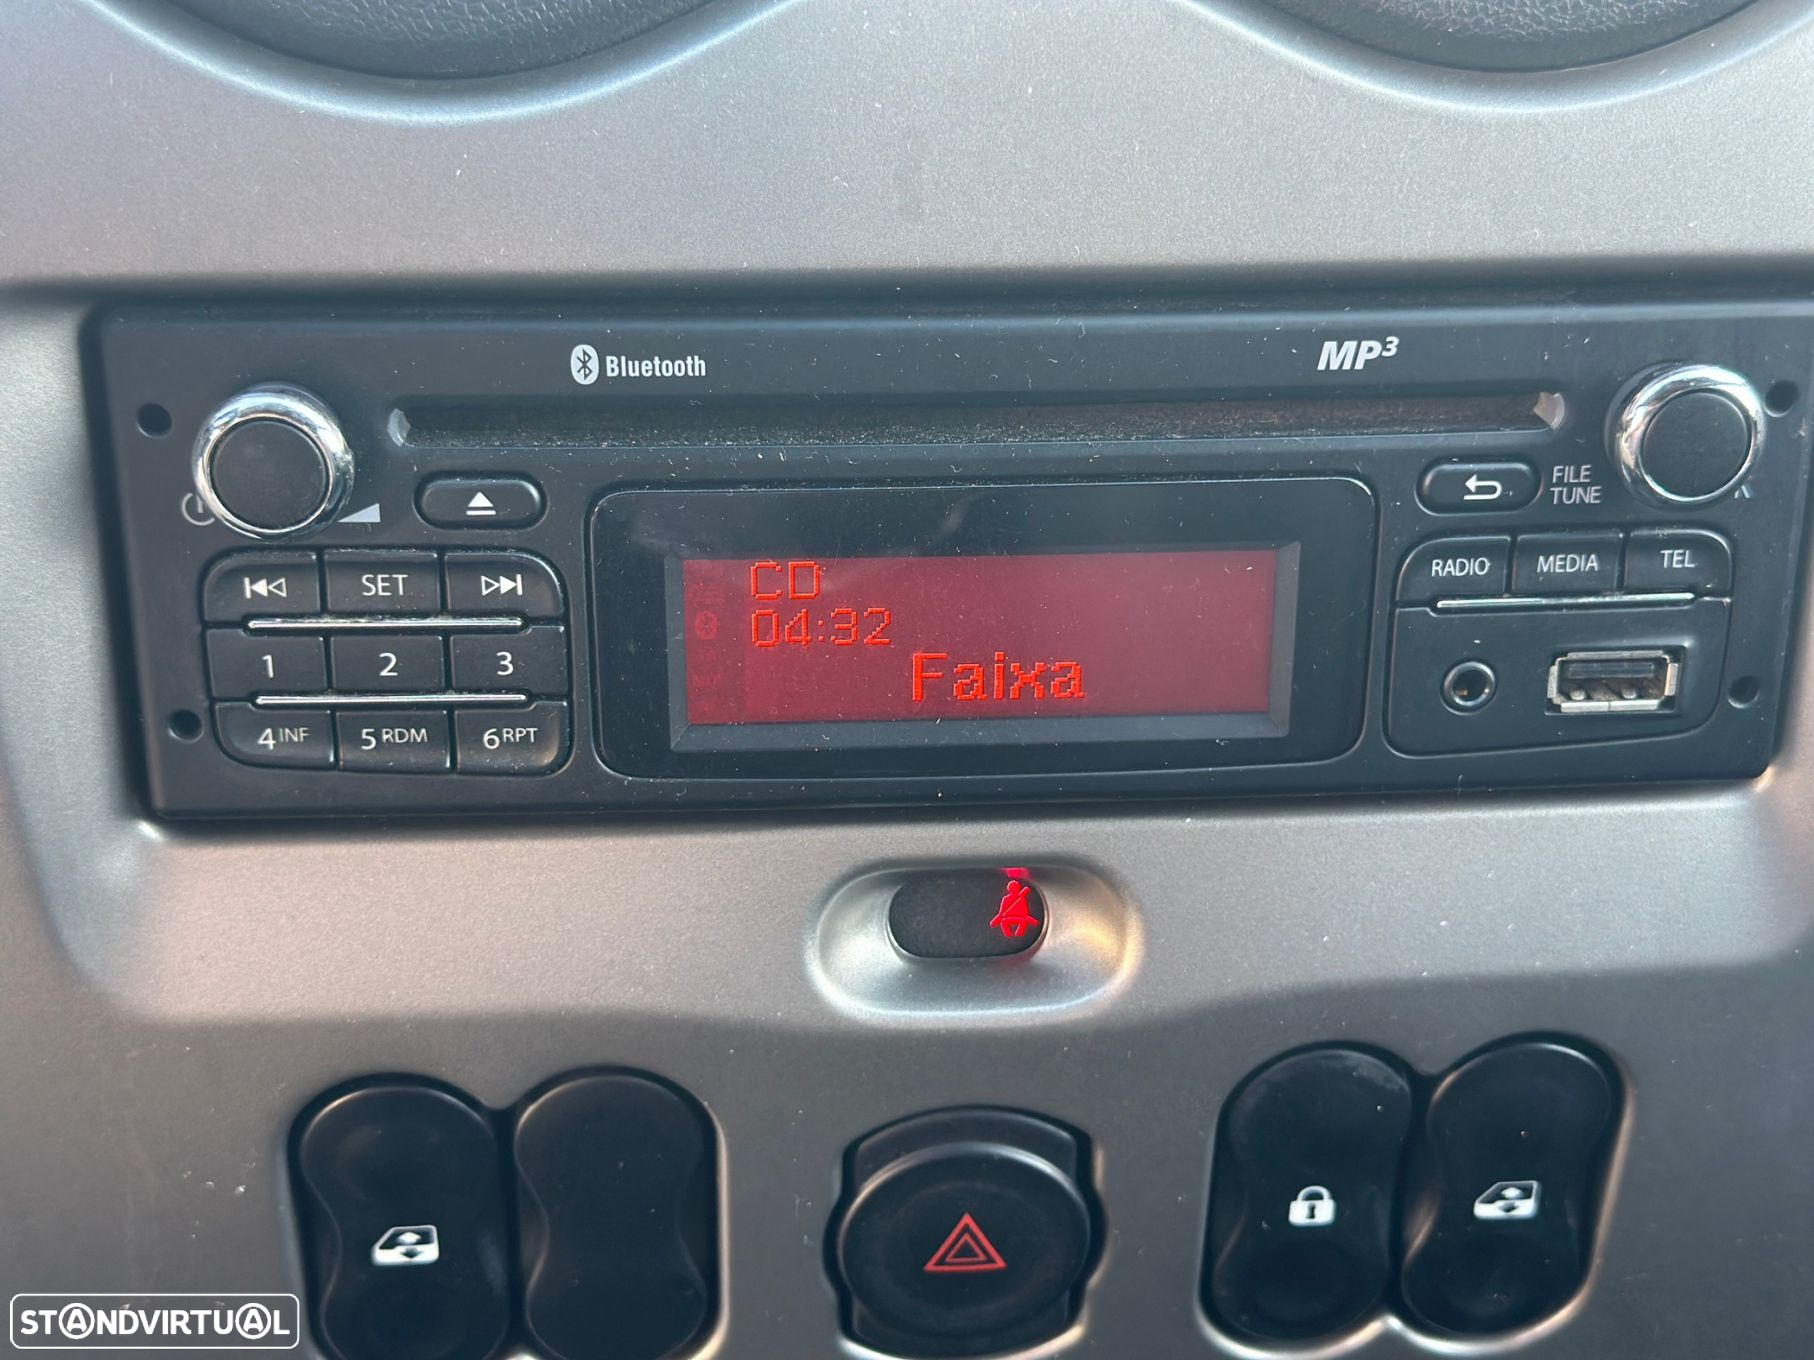 Bluetooth
MP3
FILE
TUNE
SET
RADIO
MEDIA
TEL
CD
04:32
Faixa
1
2
3
4 INF
5 RDM
6 RPT
STANDVIRTUAL